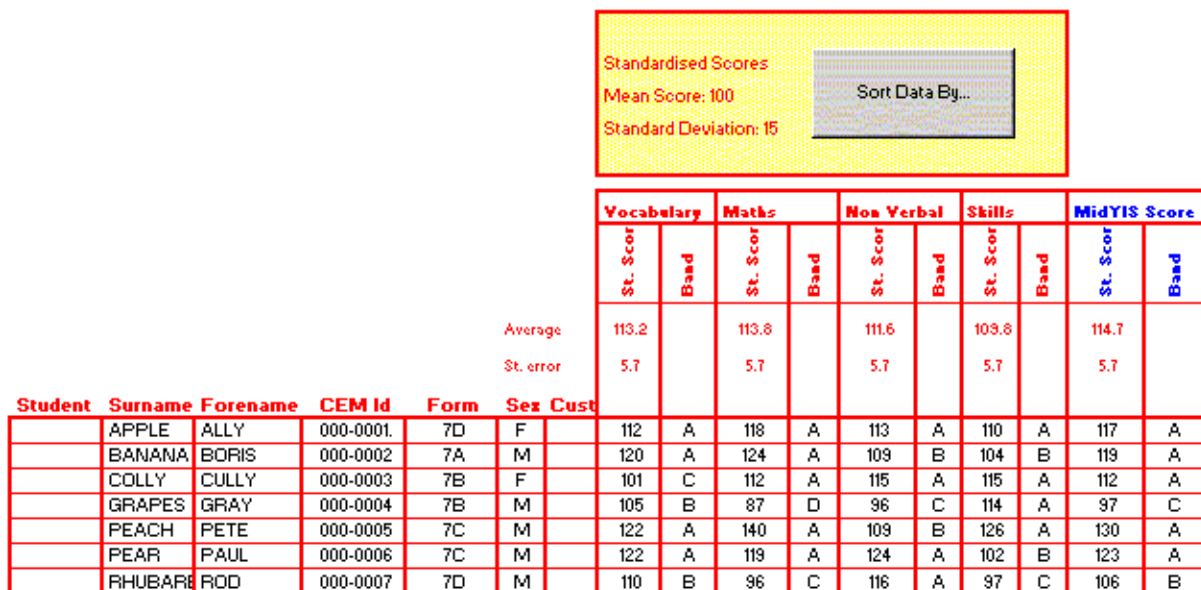 Standardised Scores
Sort Data By...
Mean Score: 100
Standard Deviation: 15
Vocabulary Maths Non Verbal Skills MidYIS Score
St. Scor Band St. Scor Band St. Scor Band St. Scor Band St. Scor Band
Average 113.2 113.8 111.6 109.8 114.7
St. error 5.7 5.7 5.7 5.7 5.7
Student Surname Forename CEM Id Form Sex Cust
APPLE ALLY 000-0001. 7D F 112 A 118 A 113 A 110 A 117 A
BANANA BORIS 000-0002 7A M 120 A 124 A 109 B 104 B 119 A
COLLY CULLY 000-0003 7B F 101 C 112 A 115 A 115 A 112 A
GRAPES GRAY 000-0004 7B M 105 B 87 D 96 C 114 A 97 C
PEACH PETE 000-0005 7C M 122 A 140 A 109 B 126 A 130 A
PEAR PAUL 000-0006 7C M 122 A 119 A 124 A 102 B 123 A
RHUBARB ROD 000-0007 7D M 110 B 96 C 116 A 97 C 106 B